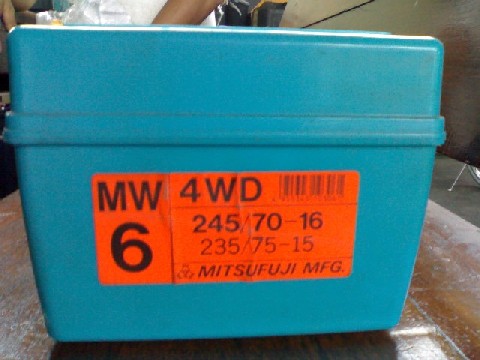 MW 6
4WD
245/70-16
235/75-15
MITSUFUJI MFG.